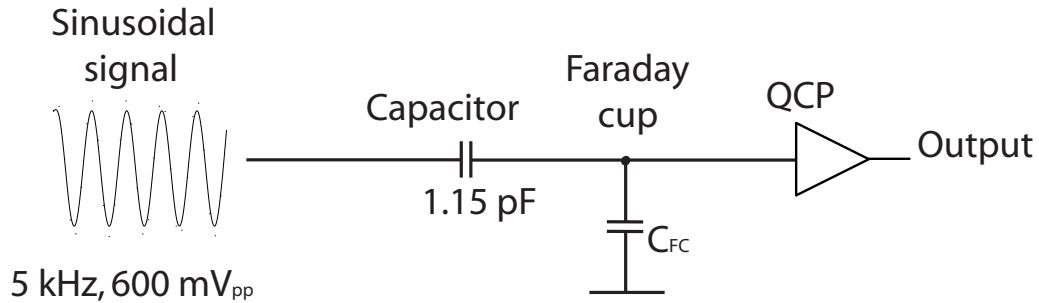 Sinusoidal
signal
Capacitor
1.15 pF
Faraday
cup
QCP
Output
CFC
5 kHz, 600 mVpp